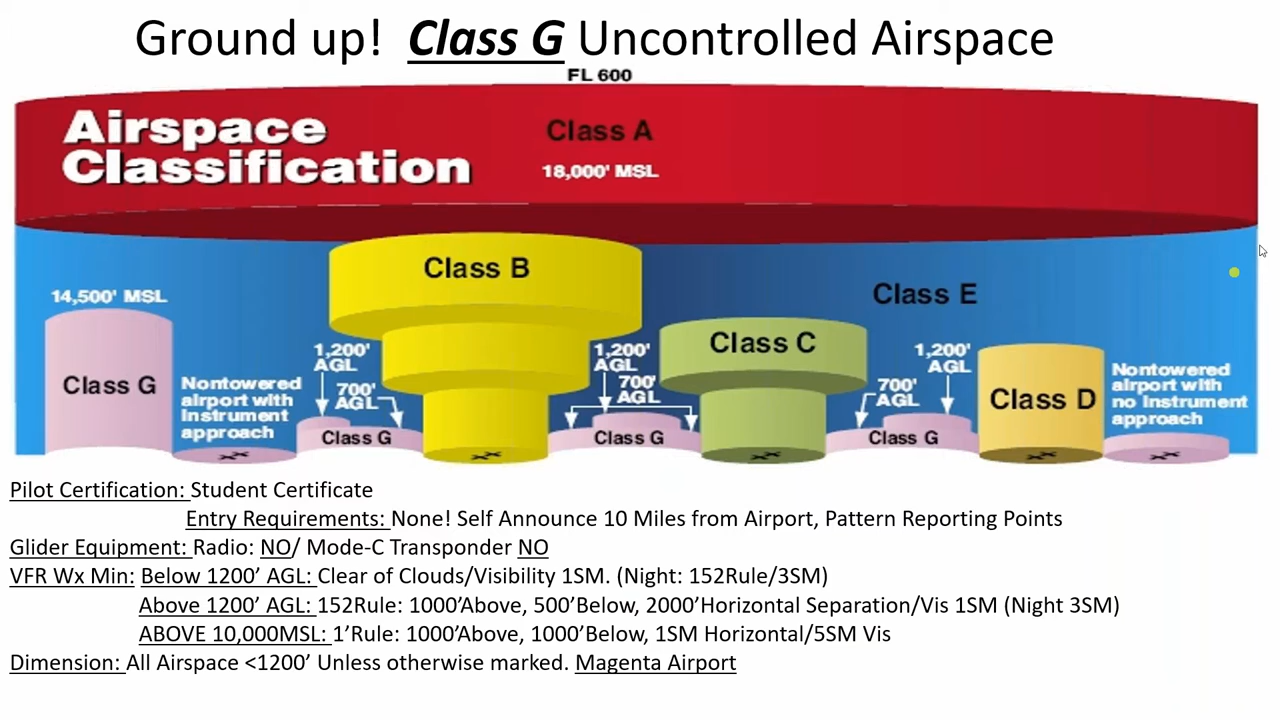 Ground up! Class G Uncontrolled Airspace
FL 600
Airspace
Classification
Class A
18,000' MSL
Class B
14,500' MSL
Class E
Class C
1,200'
AGL
1,200'
AGL
1,200'
AGL
700'
AGL
700'
AGL
700'
AGL
Class G
Nontowered
airport with
Instrument
approach
Class D
Nontowered
airport with
no Instrument
approach
Class G
Class G
Class G
Pilot Certification: Student Certificate
Entry Requirements: None! Self Announce 10 Miles from Airport, Pattern Reporting Points
Glider Equipment: Radio: NO/ Mode-C Transponder NO
VFR Wx Min: Below 1200’ AGL: Clear of Clouds/Visibility 1SM. (Night: 152Rule/3SM)
Above 1200’ AGL: 152Rule: 1000’Above, 500’Below, 2000’Horizontal Separation/Vis 1SM (Night 3SM)
ABOVE 10,000MSL: 1’Rule: 1000’Above, 1000’Below, 1SM Horizontal/5SM Vis
Dimension: All Airspace <1200’ Unless otherwise marked. Magenta Airport